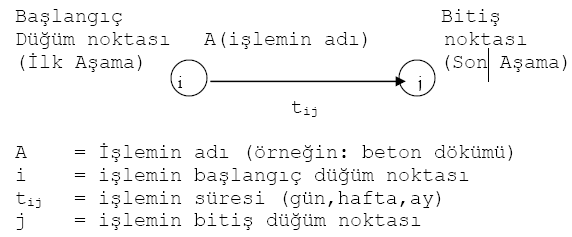 Başlangıç
Düğüm noktası
(İlk Aşama)
A(işlemin adı)
Bitiş
noktası
(Son Aşama)
i
j
tij
A = İşlemin adı (örneğin: beton dökümü)
i = işlemin başlangıç düğüm noktası
tij = işlemin süresi (gün,hafta,ay)
j = işlemin bitiş düğüm noktası